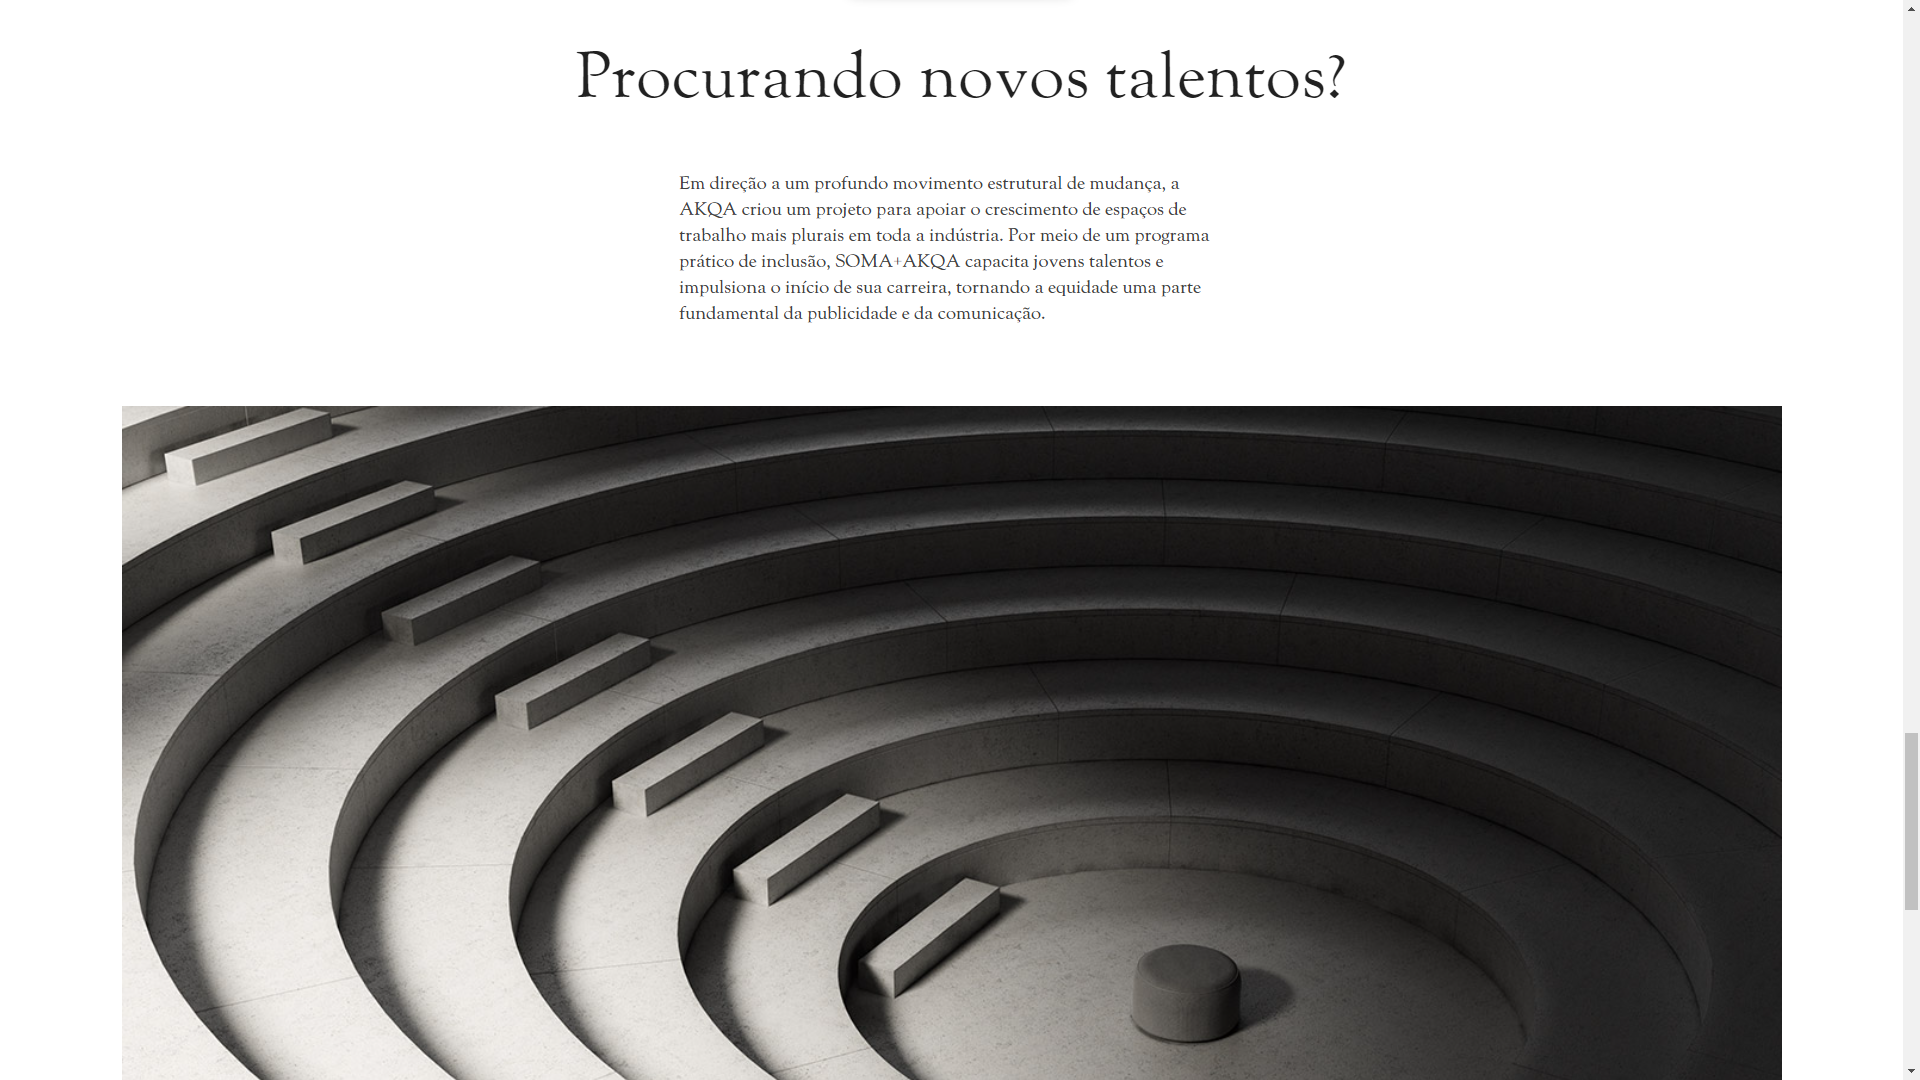 Procurando novos talentos?
Em direção a um profundo movimento estrutural de mudança, a
AKQA criou um projeto para apoiar o crescimento de espaços de
trabalho mais plurais em toda a indústria. Por meio de um programa
prático de inclusão, SOMA+AKQA capacita jovens talentos e
impulsiona o início de sua carreira, tornando a equidade uma parte
fundamental da publicidade e da comunicação.